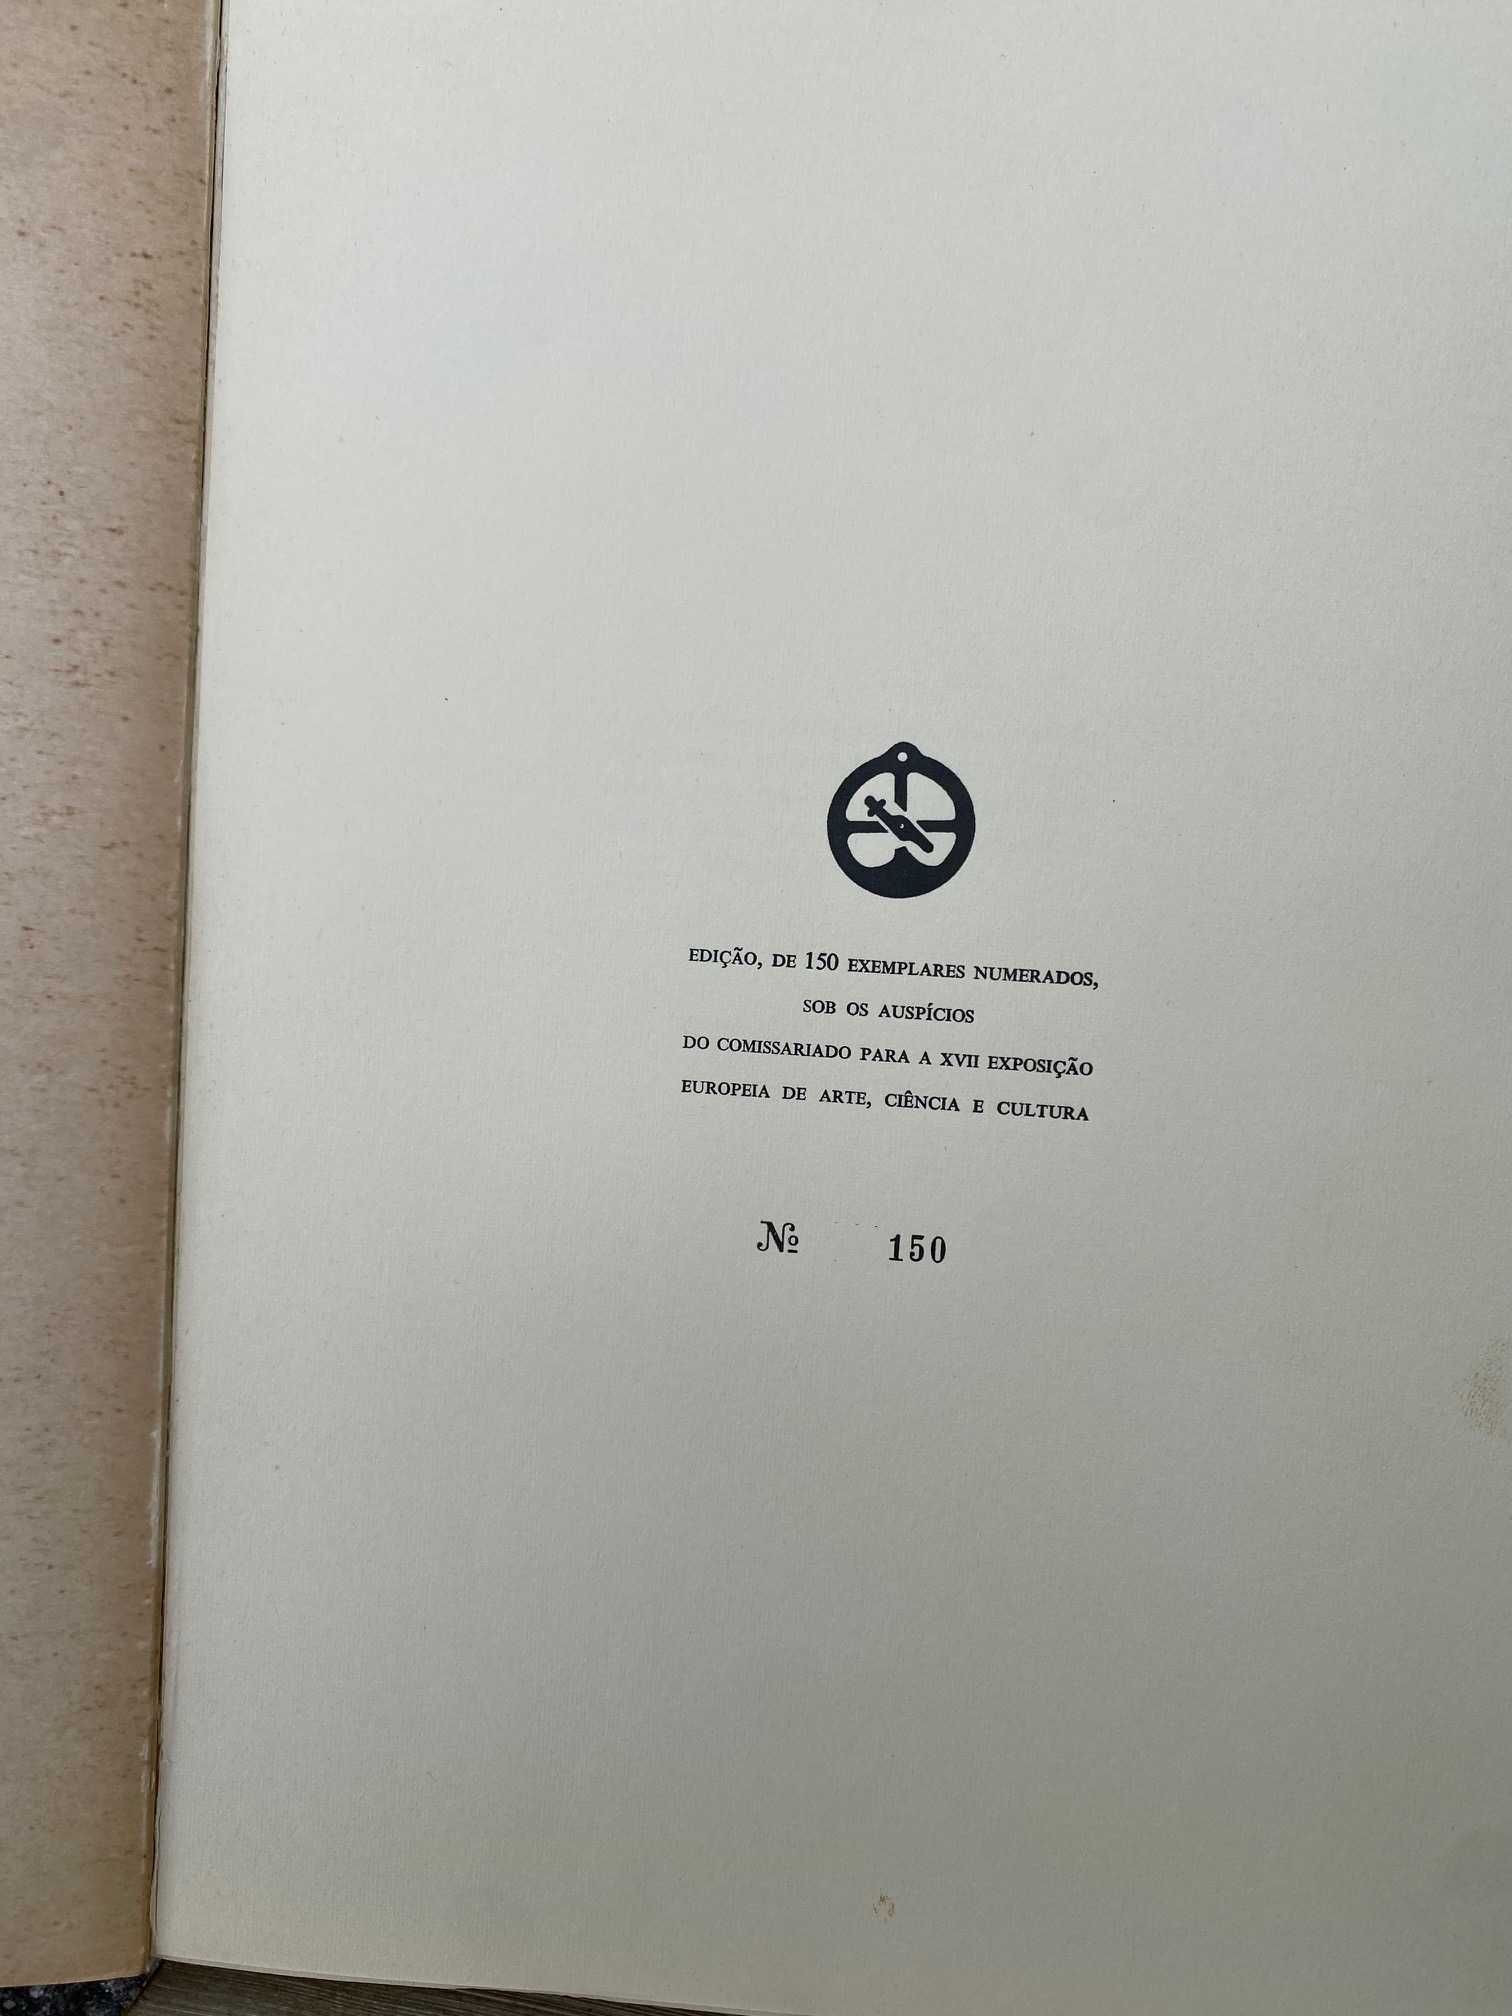 EDIÇÃO, DE 150 EXEMPLARES NUMERADOS,
SOB OS AUSPÍCIOS
DO COMISSARIADO PARA A XVII EXPOSIÇÃO
EUROPEIA DE ARTE, CIÊNCIA E CULTURA
Nº 150